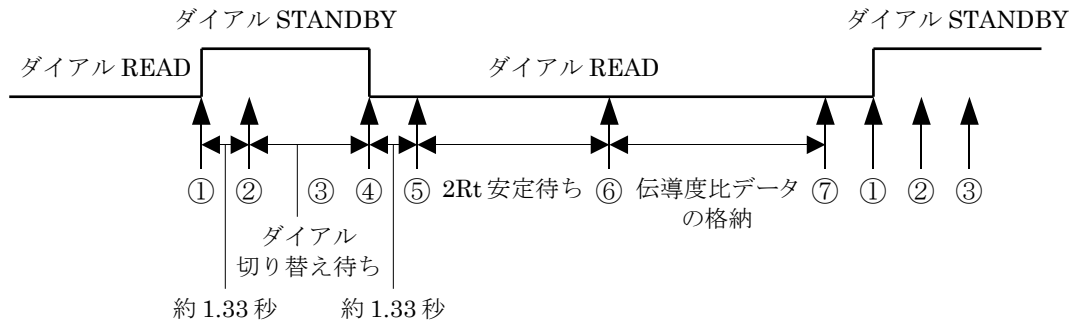 ダイアル STANDBY
ダイアル STANDBY
ダイアル READ
ダイアル READ
① ② ③ ④ ⑤ 2Rt 安定待ち ⑥ 伝導度比データ ⑦ ① ② ③
の格納
ダイアル
切り替え待ち
約 1.33 秒
約 1.33 秒